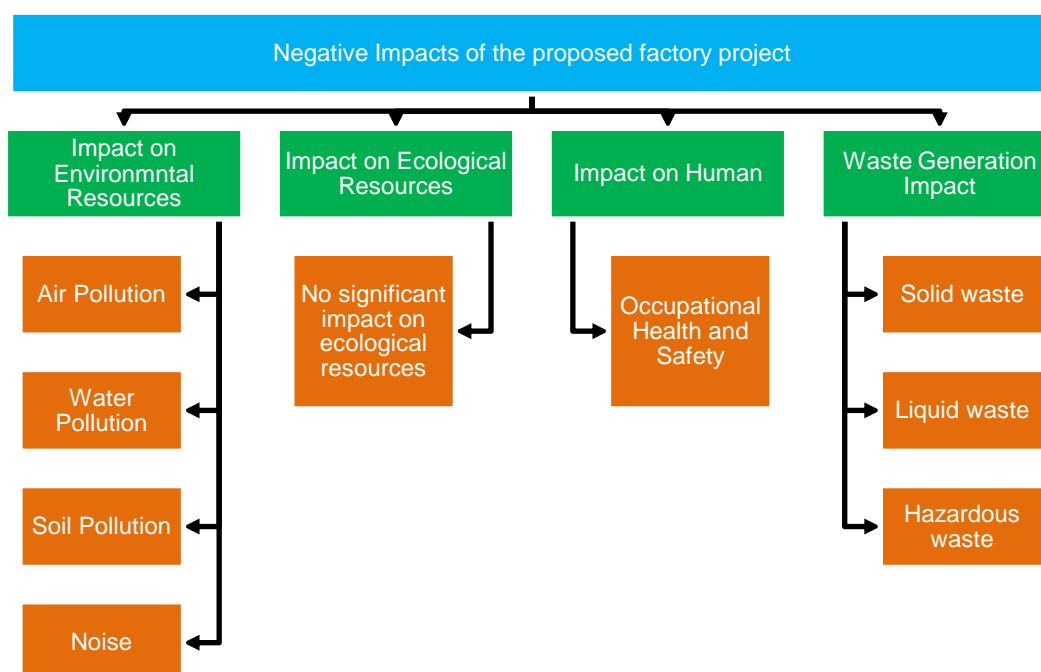 Negative Impacts of the proposed factory project
Impact on
Environmntal
Resources
Impact on Ecological
Resources
Impact on Human
Waste Generation
Impact
Air Pollution
Water
Pollution
Soil Pollution
Noise
No significant
impact on
ecological
resources
Occupational
Health and
Safety
Solid waste
Liquid waste
Hazardous
waste